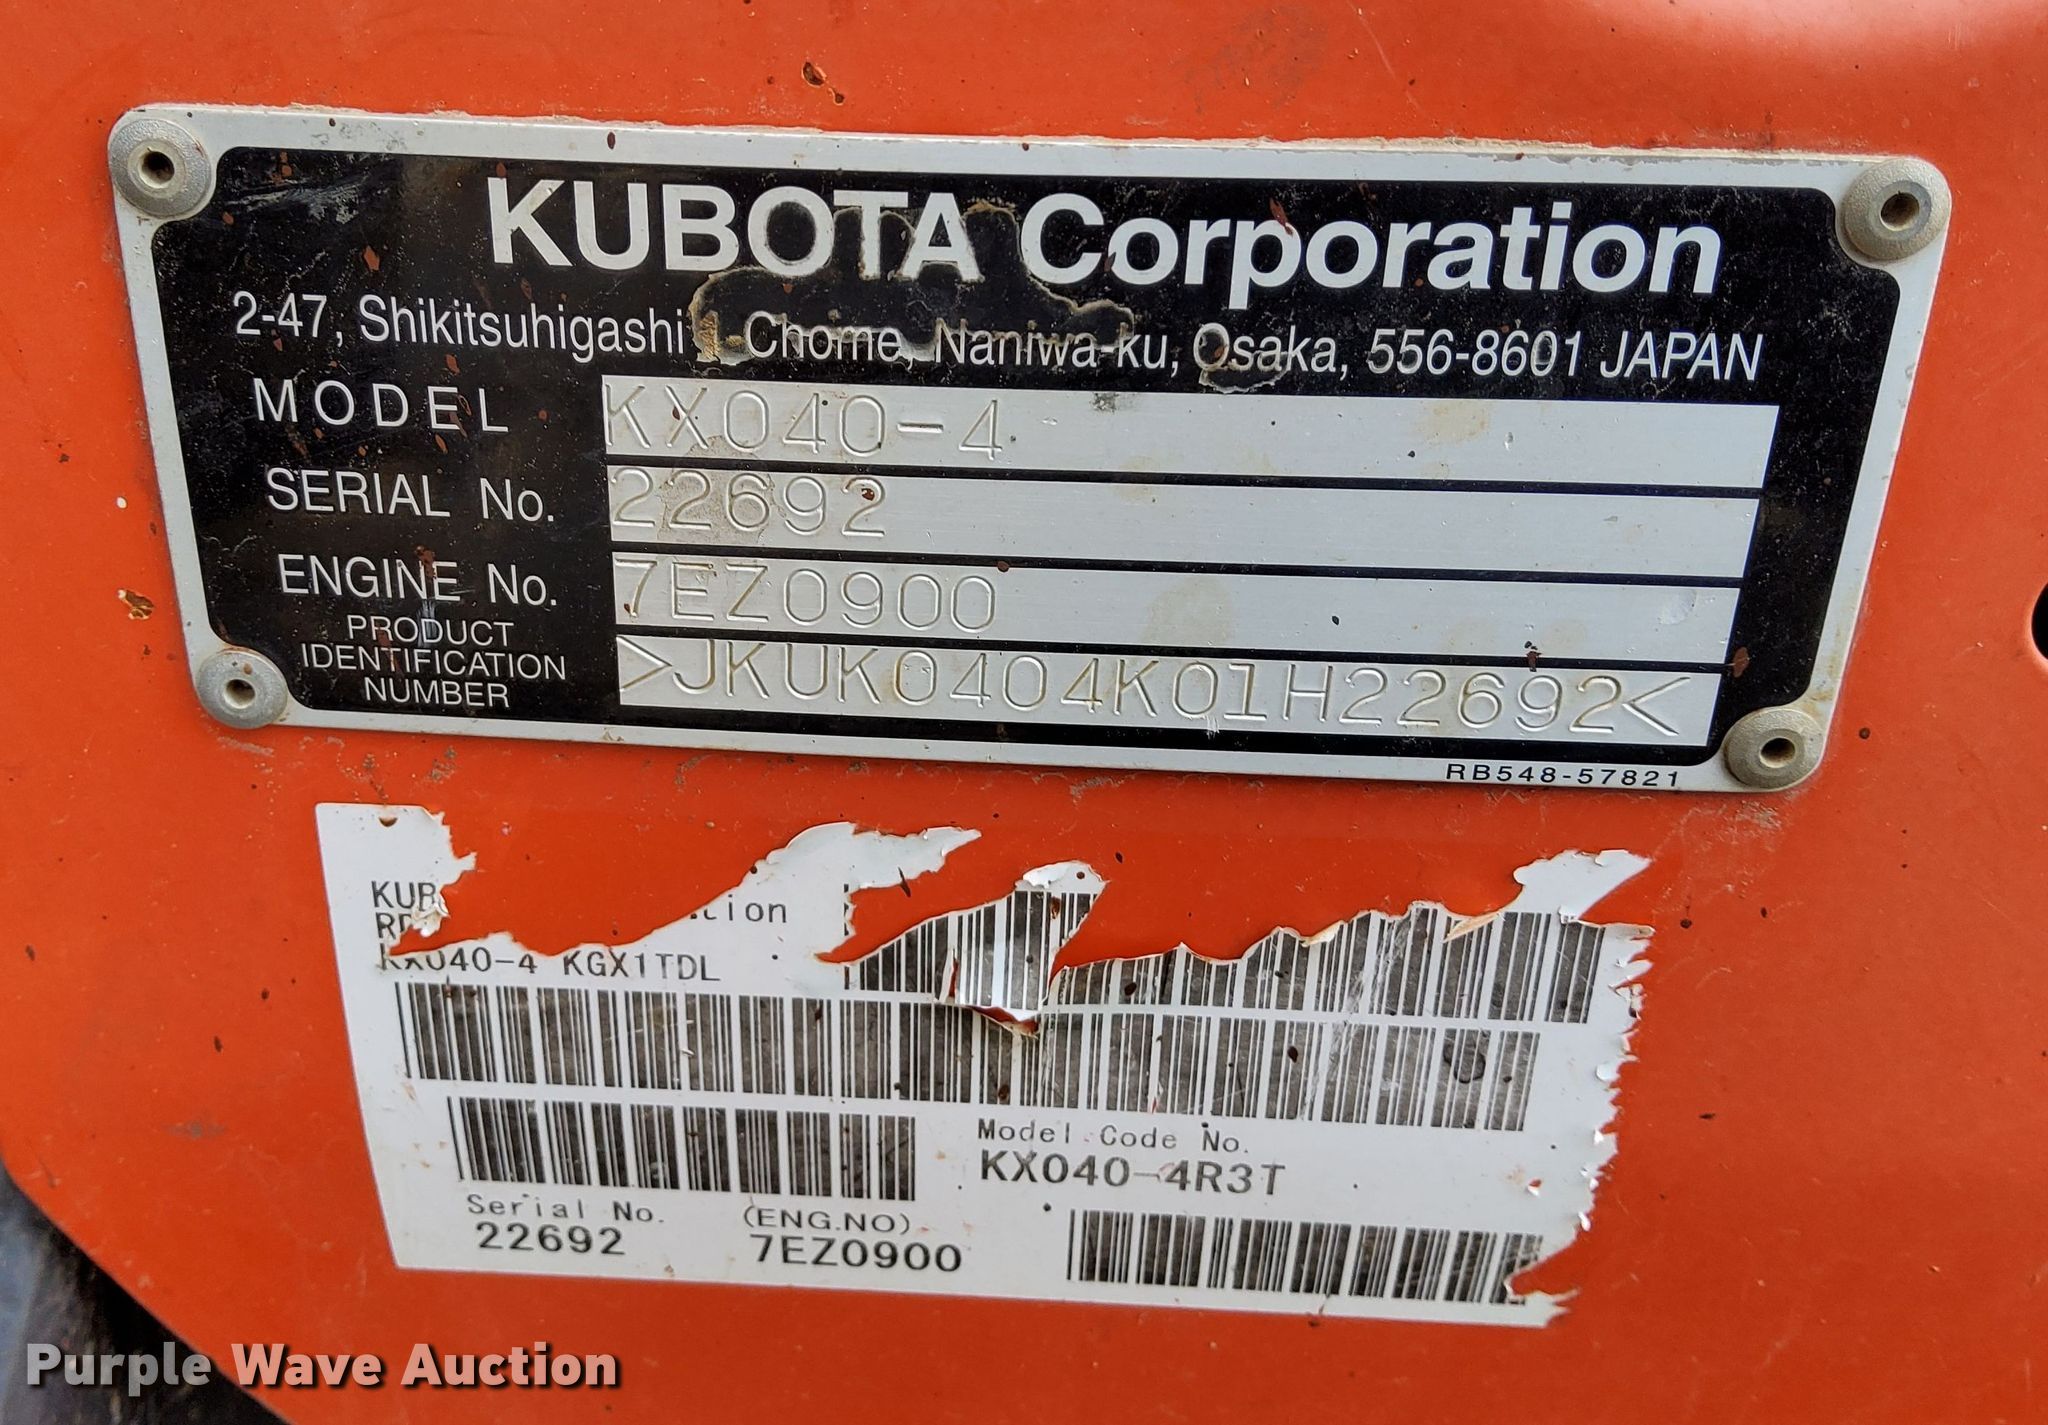 KUBOTA Corporation
2-47, Shikitsuhigashi 1-Chome, Naniwa-ku, Osaka, 556-8601 JAPAN
MODEL KX040-4
SERIAL No. 22692
ENGINE No. 7EZ0900
PRODUCT
IDENTIFICATION
NUMBER >JKUK0404K01H22692<
RB548-57821
KX040-4 KGX1TDL
Model Code No.
KX040-4R3T
Serial No. (ENG.NO)
22692 7EZ0900
Purple Wave Auction